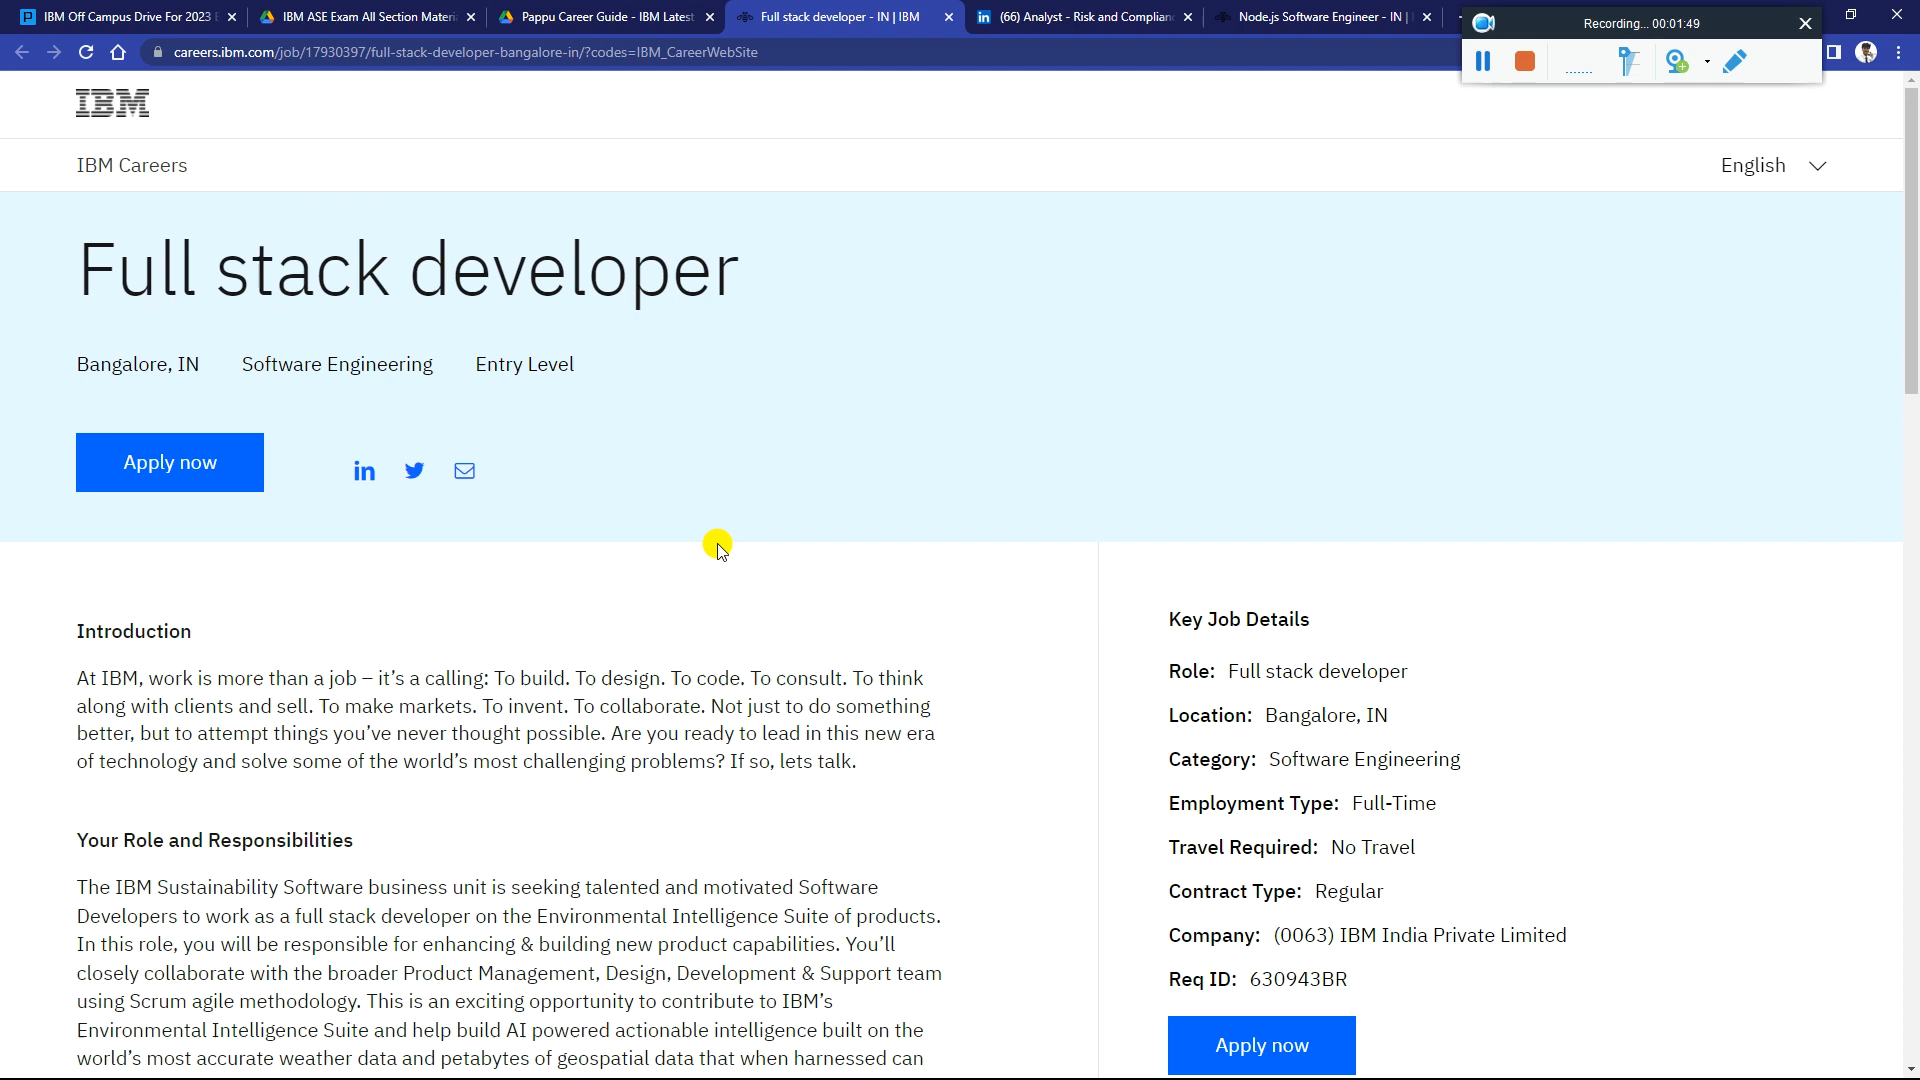 IBM Off Campus Drive For 2023
IBM ASE Exam All Section Materi
Pappu Career Guide - IBM Latest
Full stack developer - IN | IBM
(66) Analyst - Risk and Complian
Node.js Software Engineer - IN |
Recording... 00:01:49
careers.ibm.com/job/17930397/full-stack-developer-bangalore-in/?codes=IBM_CareerWebSite
IBM
IBM Careers
English
Full stack developer
Bangalore, IN
Software Engineering
Entry Level
Apply now
Introduction
At IBM, work is more than a job – it’s a calling: To build. To design. To code. To consult. To think
along with clients and sell. To make markets. To invent. To collaborate. Not just to do something
better, but to attempt things you’ve never thought possible. Are you ready to lead in this new era
of technology and solve some of the world’s most challenging problems? If so, lets talk.
Your Role and Responsibilities
The IBM Sustainability Software business unit is seeking talented and motivated Software
Developers to work as a full stack developer on the Environmental Intelligence Suite of products.
In this role, you will be responsible for enhancing & building new product capabilities. You’ll
closely collaborate with the broader Product Management, Design, Development & Support team
using Scrum agile methodology. This is an exciting opportunity to contribute to IBM’s
Environmental Intelligence Suite and help build AI powered actionable intelligence built on the
world’s most accurate weather data and petabytes of geospatial data that when harnessed can
Key Job Details
Role: Full stack developer
Location: Bangalore, IN
Category: Software Engineering
Employment Type: Full-Time
Travel Required: No Travel
Contract Type: Regular
Company: (0063) IBM India Private Limited
Req ID: 630943BR
Apply now